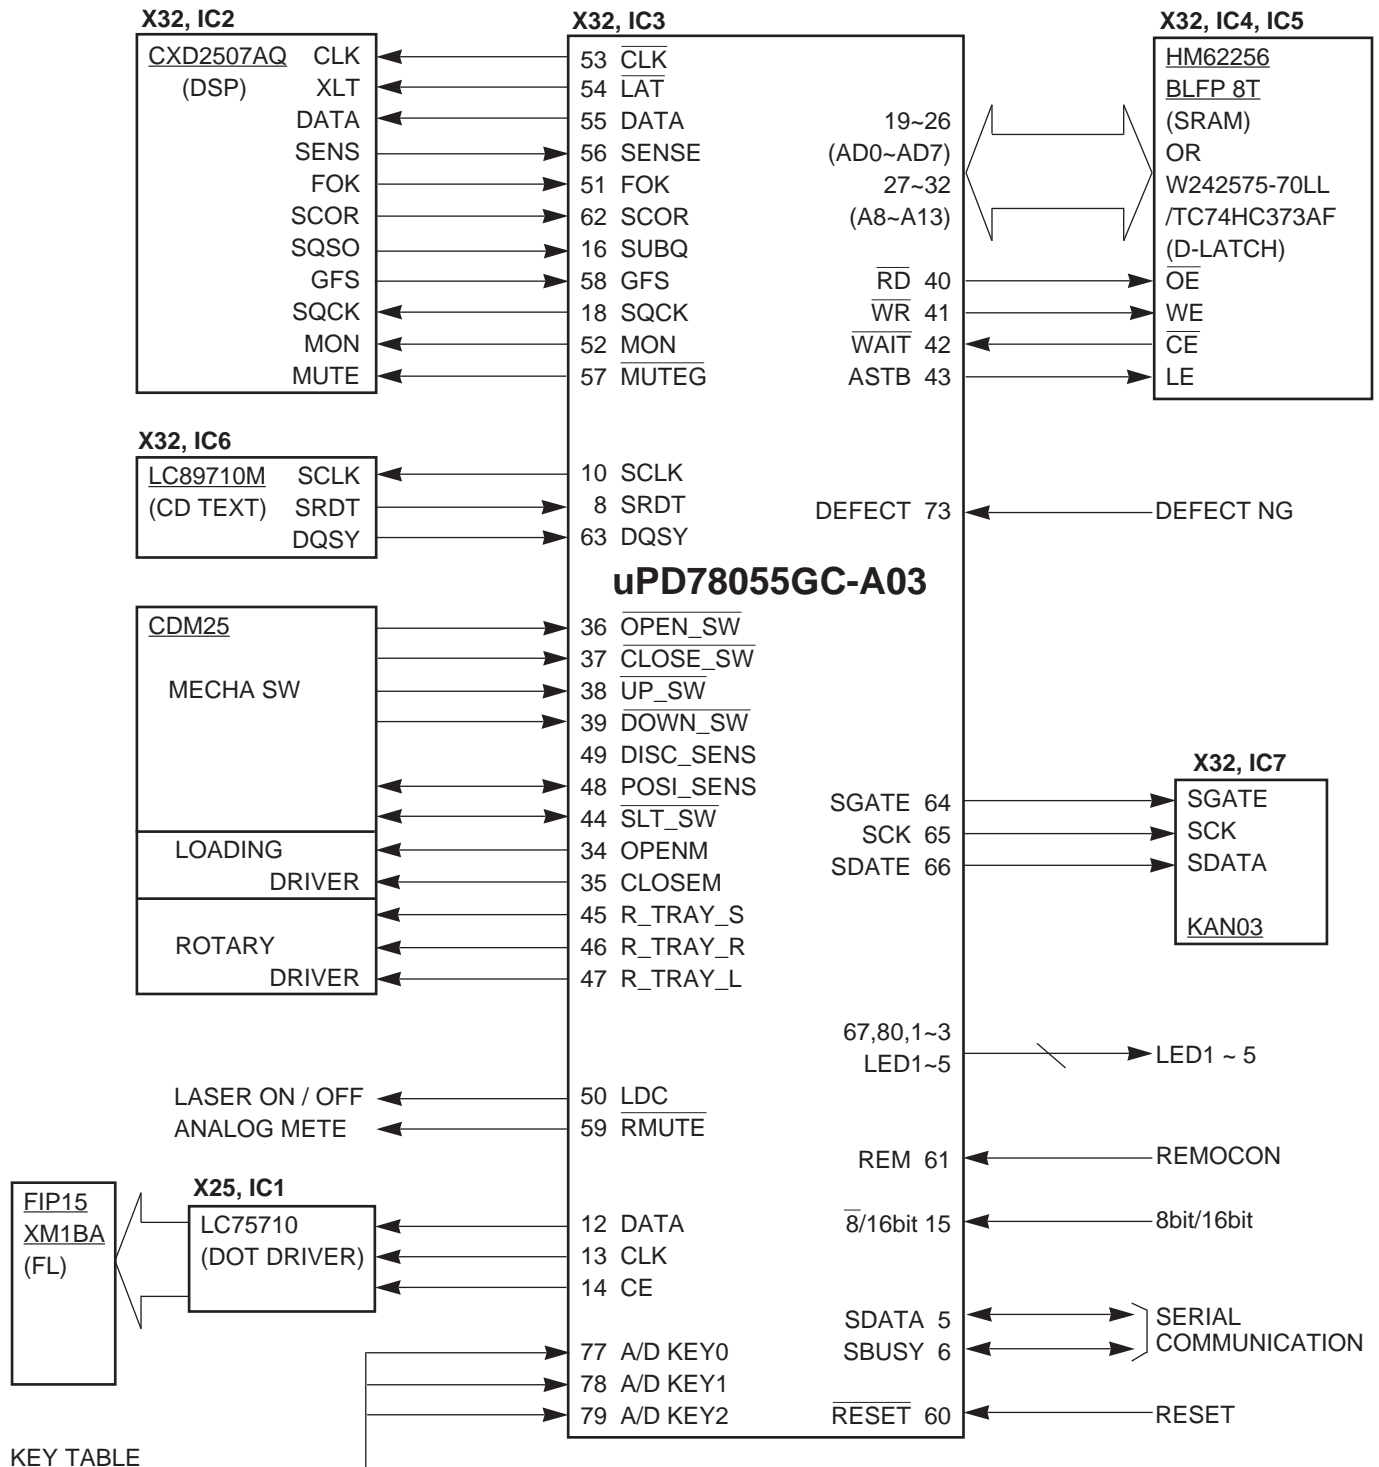 X32, IC2
CXD2507AQ CLK
(DSP) XLT
DATA
SENS
FOK
SCOR
SQSO
GFS
SQCK
MON
MUTE
X32, IC6
LC89710M SCLK
(CD TEXT) SRDT
DQSY
CDM25
MECHA SW
LOADING
DRIVER
ROTARY
DRIVER
LASER ON / OFF
ANALOG METE
FIP15
XM1BA
(FL)
X25, IC1
LC75710
(DOT DRIVER)
KEY TABLE
X32, IC3
53 CLK
54 LAT
55 DATA
56 SENSE
51 FOK
62 SCOR
16 SUBQ
58 GFS
18 SQCK
52 MON
57 MUTEG
10 SCLK
8 SRDT
63 DQSY
uPD78055GC-A03
36 OPEN_SW
37 CLOSE_SW
38 UP_SW
39 DOWN_SW
49 DISC_SENS
48 POSI_SENS
44 SLT_SW
34 OPENM
35 CLOSEM
45 R_TRAY_S
46 R_TRAY_R
47 R_TRAY_L
50 LDC
59 RMUTE
12 DATA
13 CLK
14 CE
77 A/D KEY0
78 A/D KEY1
79 A/D KEY2
19~26
(AD0~AD7)
27~32
(A8~A13)
RD 40
WR 41
WAIT 42
ASTB 43
DEFECT 73
SGATE 64
SCK 65
SDATE 66
67,80,1~3
LED1~5
REM 61
8/16bit 15
SDATA 5
SBUSY 6
RESET 60
X32, IC4, IC5
HM62256
BLFP 8T
(SRAM)
OR
W242575-70LL
/TC74HC373AF
(D-LATCH)
OE
WE
CE
LE
DEFECT NG
X32, IC7
SGATE
SCK
SDATA
KAN03
LED1 ~ 5
REMOCON
8bit/16bit
SERIAL
COMMUNICATION
RESET